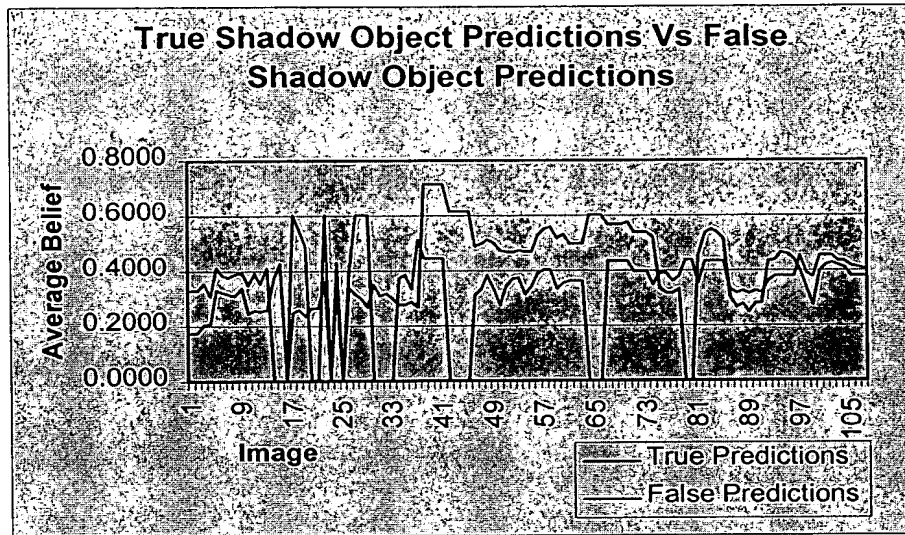 True Shadow Object Predictions Vs False
Shadow Object Predictions
Average Belief
0.8000
0.6000
0.4000
0.2000
0.0000
1 9 17 25 33 41 49 57 65 73 81 89 97 105
Image
True Predictions
False Predictions